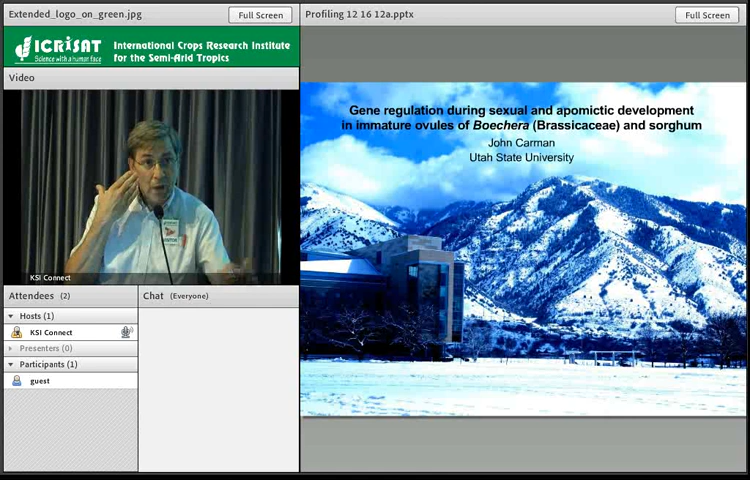 Extended_logo_on_green.jpg
Full Screen
ICRISAT
Science with a human face
International Crops Research Institute
for the Semi-Arid Tropics
Video
KSI Connect
Attendees (2)
Hosts (1)
KSI Connect
Presenters (0)
Participants (1)
guest
Chat (Everyone)
Profiling 12 16 12a.pptx
Full Screen
Gene regulation during sexual and apomictic development
in immature ovules of Boechera (Brassicaceae) and sorghum
John Carman
Utah State University